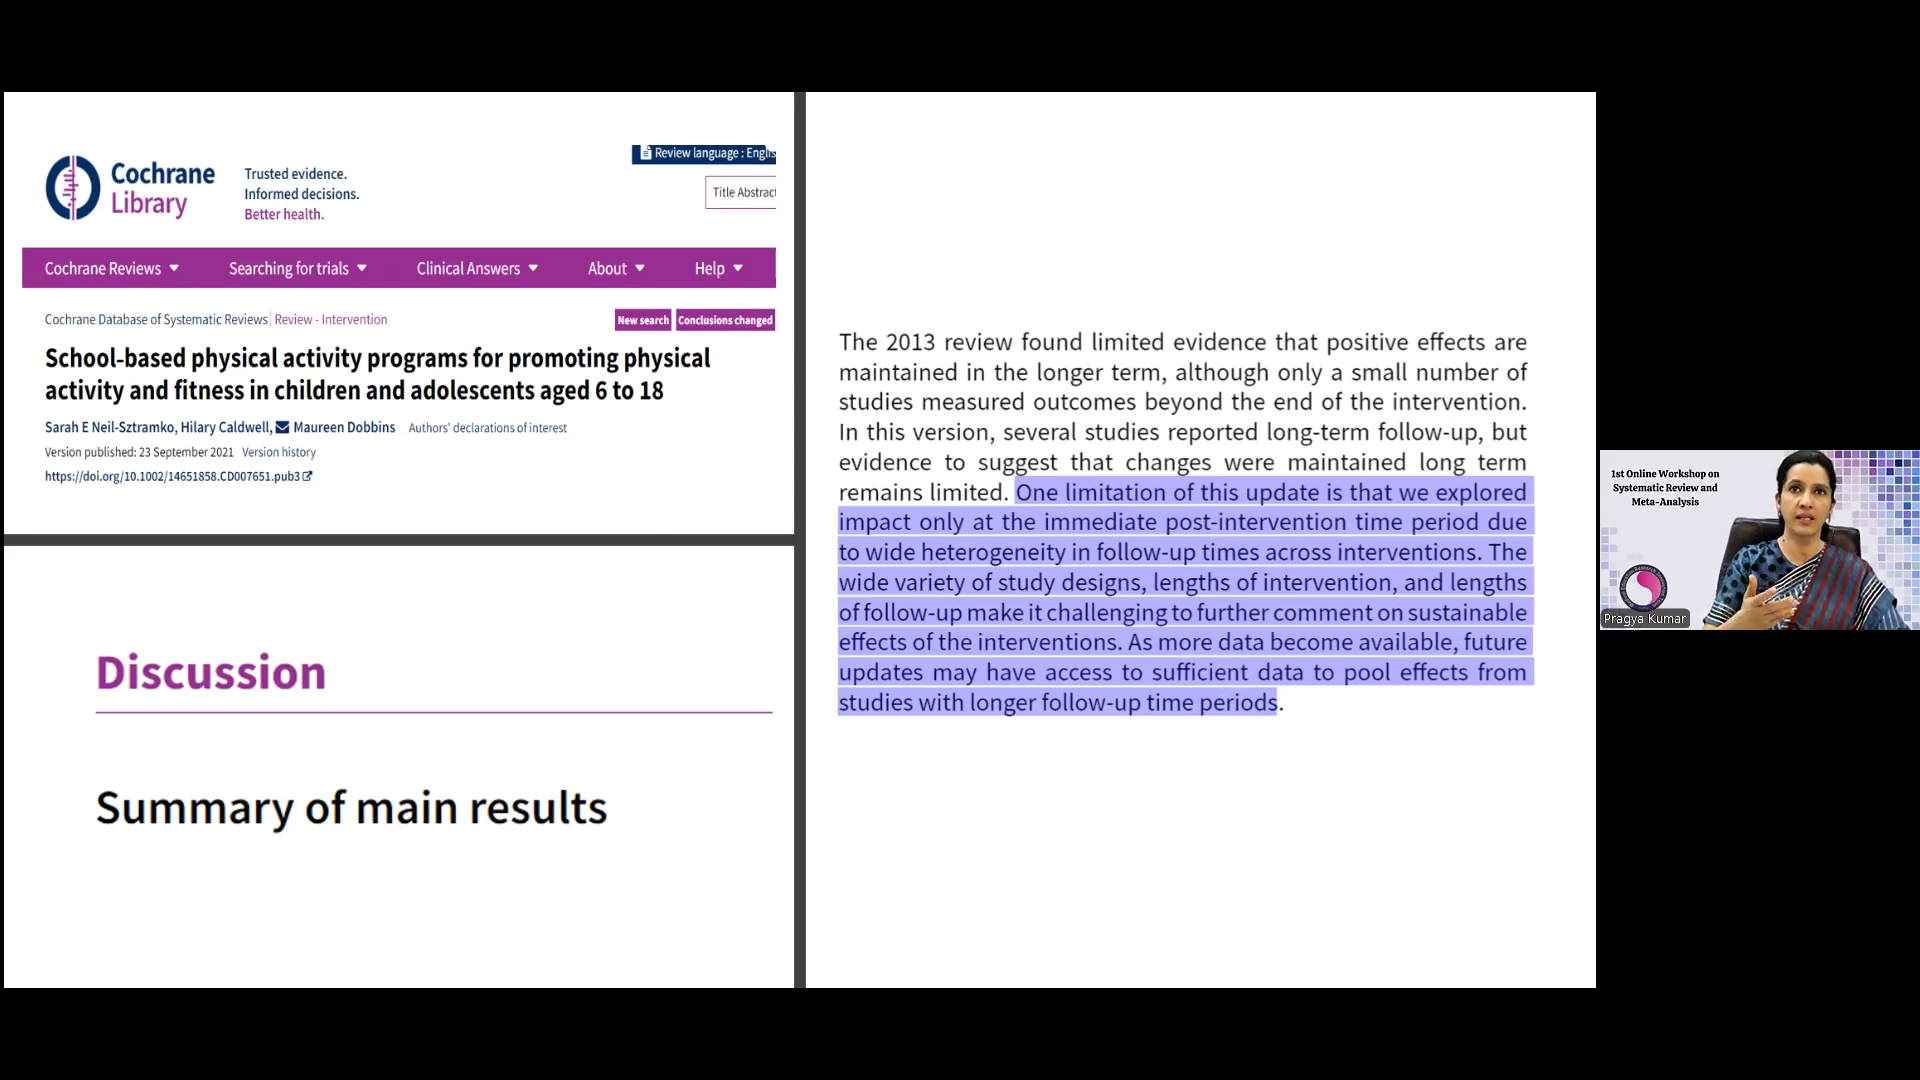 Cochrane
Library
Trusted evidence.
Informed decisions.
Better health.
Review language : Englis
Title Abstract
Cochrane Reviews
Searching for trials
Clinical Answers
About
Help
Cochrane Database of Systematic Reviews
Review - Intervention
New search
Conclusions changed
School-based physical activity programs for promoting physical
activity and fitness in children and adolescents aged 6 to 18
Sarah E Neil-Sztramko, Hilary Caldwell, Maureen Dobbins Authors' declarations of interest
Version published: 23 September 2021 Version history
https://doi.org/10.1002/14651858.CD007651.pub3
Discussion
Summary of main results
The 2013 review found limited evidence that positive effects are
maintained in the longer term, although only a small number of
studies measured outcomes beyond the end of the intervention.
In this version, several studies reported long-term follow-up, but
evidence to suggest that changes were maintained long term
remains limited. One limitation of this update is that we explored
impact only at the immediate post-intervention time period due
to wide heterogeneity in follow-up times across interventions. The
wide variety of study designs, lengths of intervention, and lengths
of follow-up make it challenging to further comment on sustainable
effects of the interventions. As more data become available, future
updates may have access to sufficient data to pool effects from
studies with longer follow-up time periods.
1st Online Workshop on
Systematic Review and
Meta-Analysis
Pragya Kumar